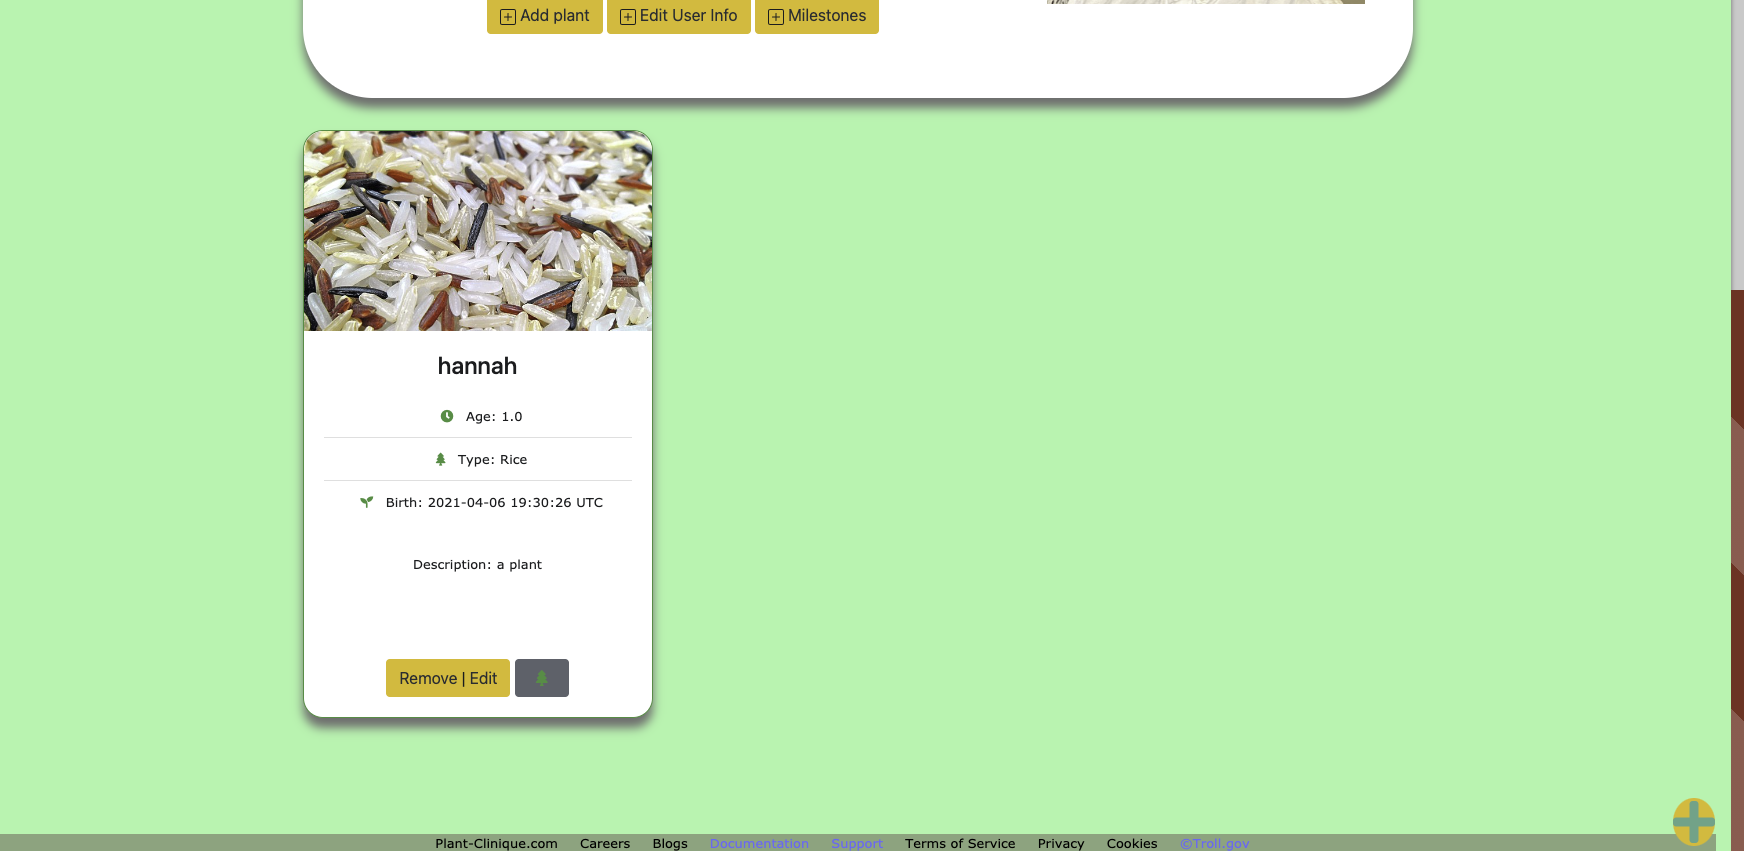 Add plant Edit User Info Milestones
hannah
Age: 1.0
Type: Rice
Birth: 2021-04-06 19:30:26 UTC
Description: a plant
Remove | Edit
Plant-Clinique.com Careers Blogs Documentation Support Terms of Service Privacy Cookies ©Troll.gov